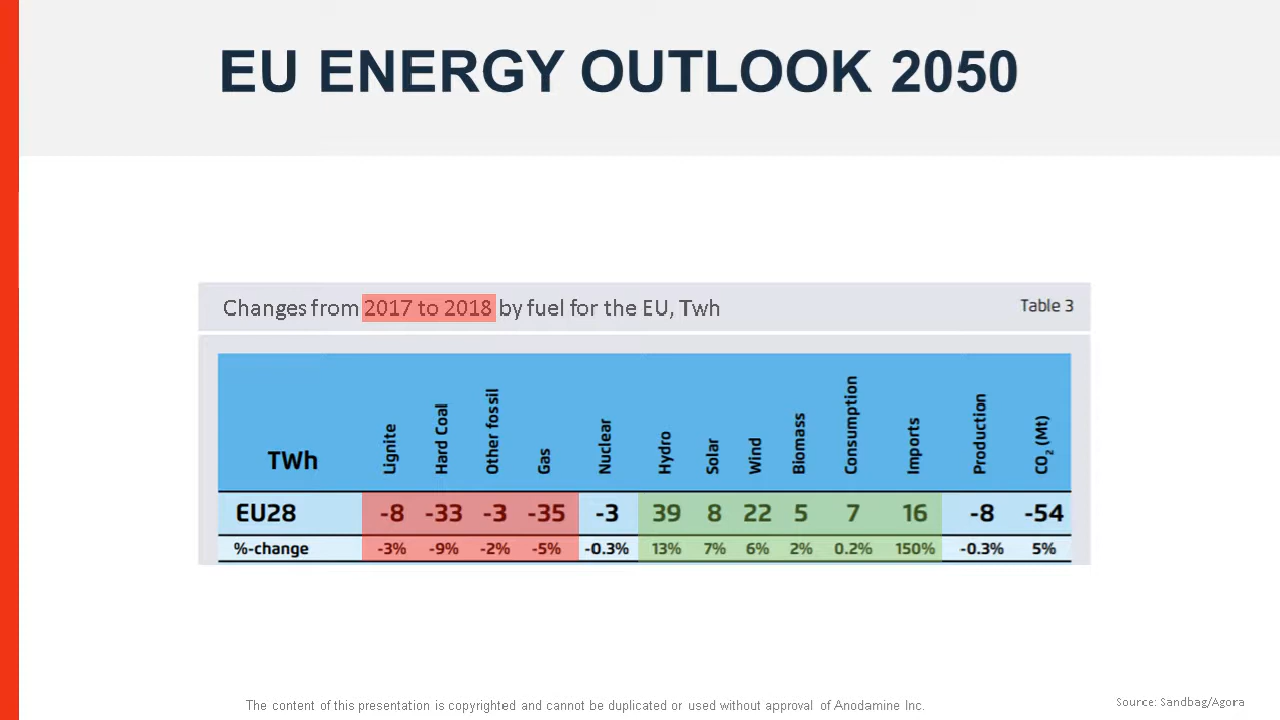 EU ENERGY OUTLOOK 2050
Changes from 2017 to 2018 by fuel for the EU, Twh
Table 3
TWh Lignite Hard Coal Other fossil Gas Nuclear Hydro Solar Wind Biomass Consumption Imports Production CO₂ (Mt)
EU28 -8 -33 -3 -35 -3 39 8 22 5 7 16 -8 -54
%-change -3% -9% -2% -5% -0.3% 13% 7% 6% 2% 0.2% 150% -0.3% 5%
The content of this presentation is copyrighted and cannot be duplicated or used without approval of Anodamine Inc.
Source: Sandbag/Agora